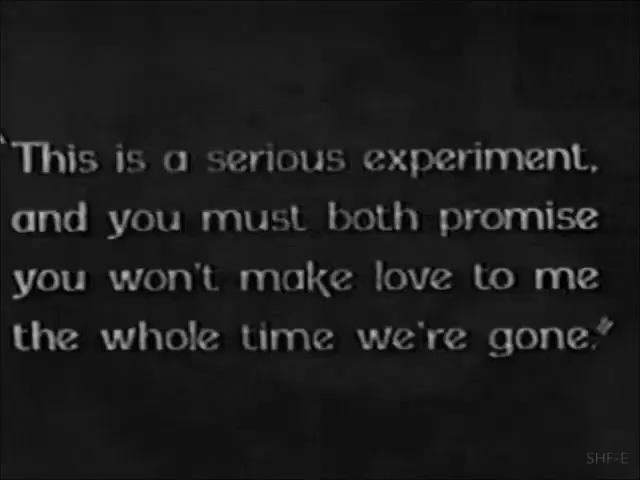 "This is a serious experiment,
and you must both promise
you won't make love to me
the whole time we're gone."
SHF-E